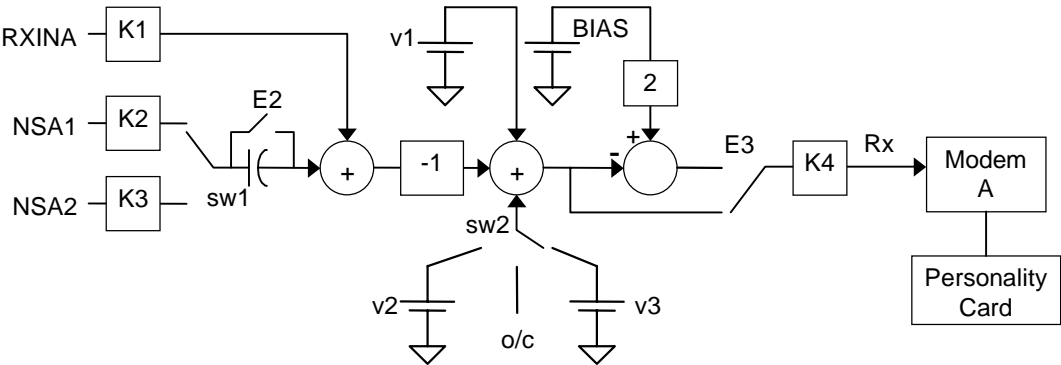 RXINA
K1
v1
BIAS
2
NSA1
K2
E2
+
-
E3
K4
Rx
Modem
A
+
-1
+
sw1
NSA2
K3
sw2
v2
v3
o/c
Personality
Card